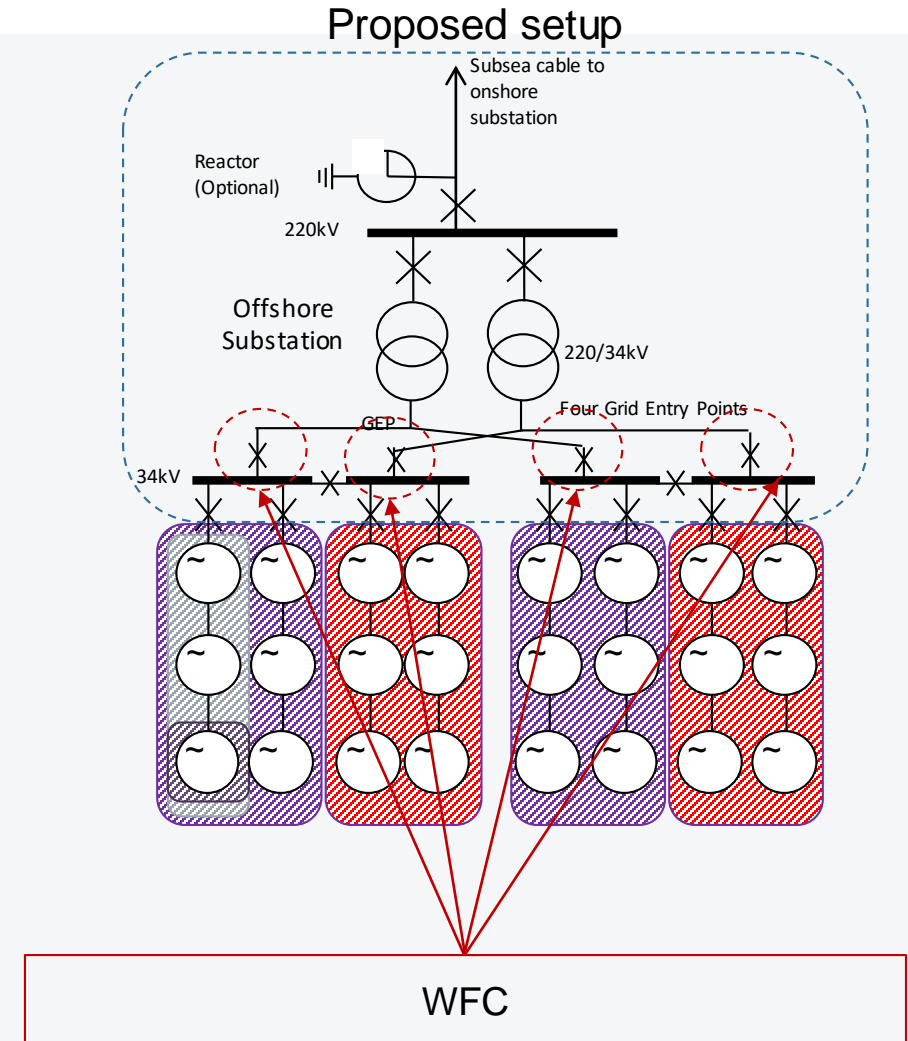 Proposed setup
Subsea cable to
onshore
substation
Reactor
(Optional)
220kV
Offshore
Substation
220/34kV
GEP
Four Grid Entry Points
34kV
~ ~ ~ ~ ~ ~ ~ ~
~ ~ ~ ~ ~ ~ ~ ~
~ ~ ~ ~ ~ ~ ~ ~
WFC